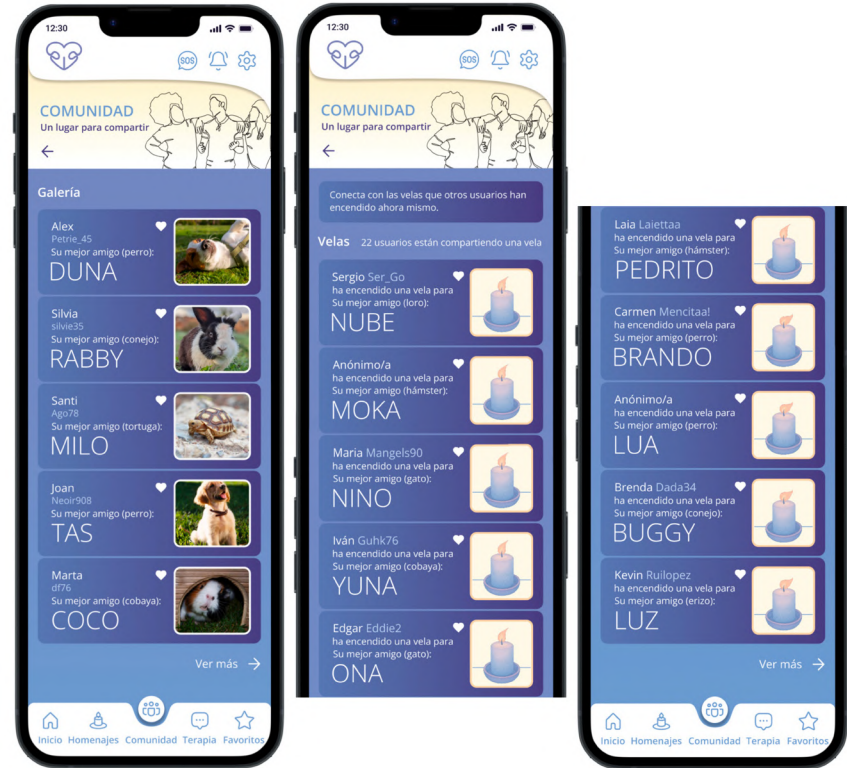 12:30
SOS
COMUNIDAD
Un lugar para compartir
Galería
Alex
Petrie_45
Su mejor amigo (perro):
DUNA
Silvia
silvie35
Su mejor amigo (conejo):
RABBY
Santi
Ago78
Su mejor amigo (tortuga):
MILO
Joan
Neoir908
Su mejor amigo (perro):
TAS
Marta
df76
Su mejor amigo (cobaya):
COCO
Ver más
Inicio Homenajes Comunidad Terapia Favoritos
12:30
SOS
COMUNIDAD
Un lugar para compartir
Conecta con las velas que otros usuarios han
encendido ahora mismo.
Velas 22 usuarios están compartiendo una vela
Sergio Ser_Go
ha encendido una vela para
Su mejor amigo (loro):
NUBE
Anónimo/a
ha encendido una vela para
Su mejor amigo (hámster):
MOKA
Maria Mangels90
ha encendido una vela para
Su mejor amigo (gato):
NINO
Iván Guhk76
ha encendido una vela para
Su mejor amigo (cobaya):
YUNA
Edgar Eddie2
ha encendido una vela para
Su mejor amigo (gato):
ONA
Laia Laiettaa
ha encendido una vela para
Su mejor amigo (hámster):
PEDRITO
Carmen Mencitaa!
ha encendido una vela para
Su mejor amigo (perro):
BRANDO
Anónimo/a
ha encendido una vela para
Su mejor amigo (perro):
LUA
Brenda Dada34
ha encendido una vela para
Su mejor amigo (conejo):
BUGGY
Kevin Ruilopez
ha encendido una vela para
Su mejor amigo (erizo):
LUZ
Ver más
Inicio Homenajes Comunidad Terapia Favoritos